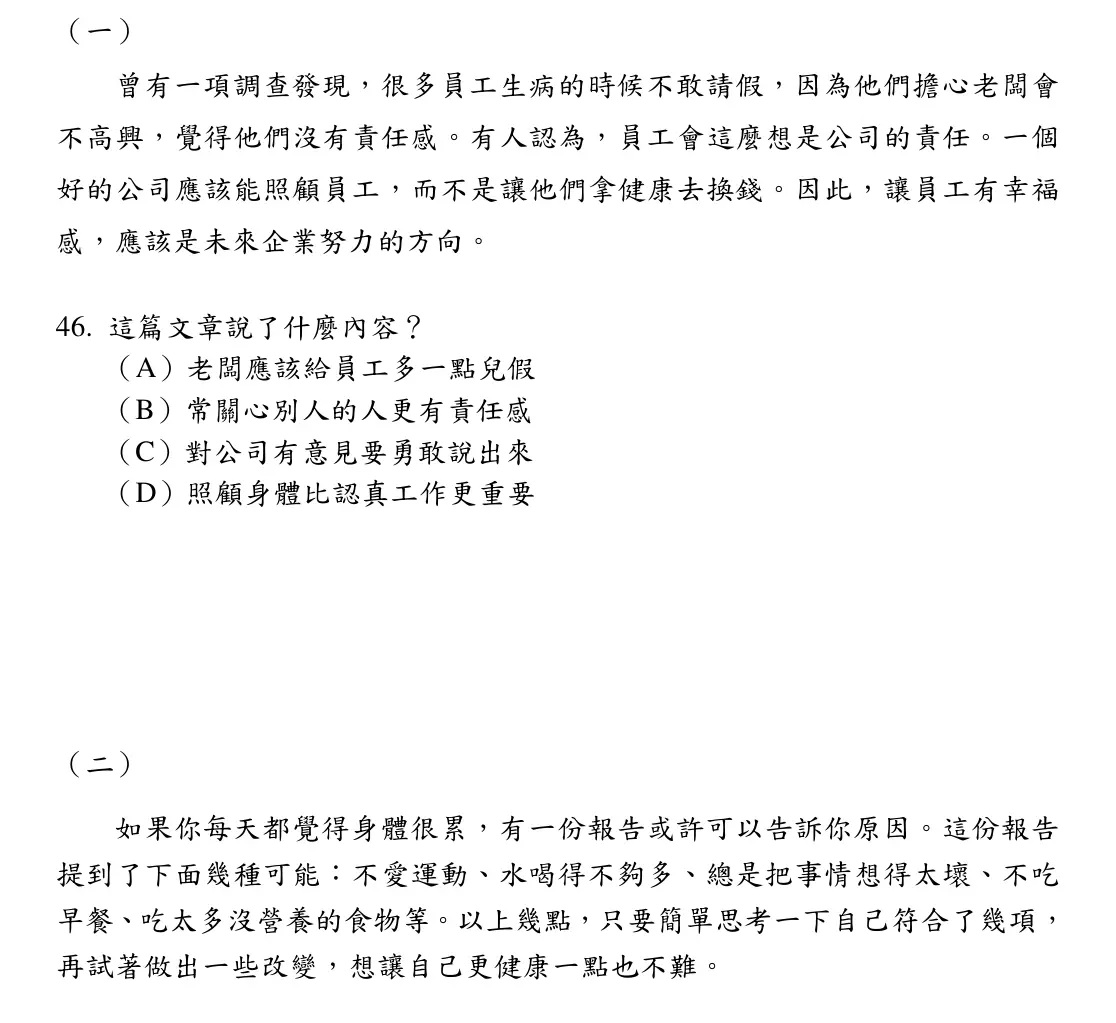 （一）
曾有一項調查發現，很多員工生病的時候不敢請假，因為他們擔心老闆會
不高興，覺得他們沒有責任感。有人認為，員工會這麼想是公司的責任。一個
好的公司應該能照顧員工，而不是讓他們拿健康去換錢。因此，讓員工有幸福
感，應該是未來企業努力的方向。
46. 這篇文章說了什麼內容？
（A）老闆應該給員工多一點兒假
（B）常關心別人的人更有責任感
（C）對公司有意見要勇敢說出來
（D）照顧身體比認真工作更重要
（二）
如果你每天都覺得身體很累，有一份報告或許可以告訴你原因。這份報告
提到了下面幾種可能：不愛運動、水喝得不夠多、總是把事情想得太壞、不吃
早餐、吃太多沒營養的食物等。以上幾點，只要簡單思考一下自己符合了幾項，
再試著做出一些改變，想讓自己更健康一點也不難。